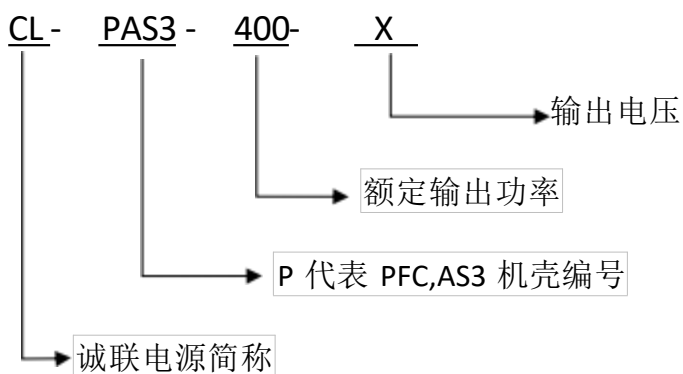 CL- PAS3 - 400- X
输出电压
额定输出功率
P 代表 PFC,AS3 机壳编号
诚联电源简称